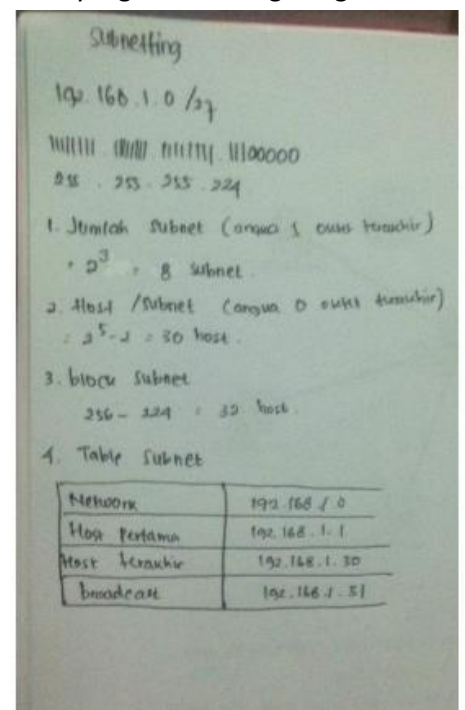 Subnetting
192.168.1.0 /27
11111111 . 11111111 . 11111111 . 11100000
255 . 255 . 255 . 224
1. Jumlah Subnet (angka 1 oktet terakhir)
= 2³ = 8 subnet.
2. Host /Subnet (angka 0 oktet terakhir)
= 2⁵-2 = 30 host.
3. block Subnet
256 - 224 = 32 host.
4. Table Subnet
Network 192.168.1.0
Host Pertama 192.168.1.1
Host terakhir 192.168.1.30
broadcast 192.168.1.31